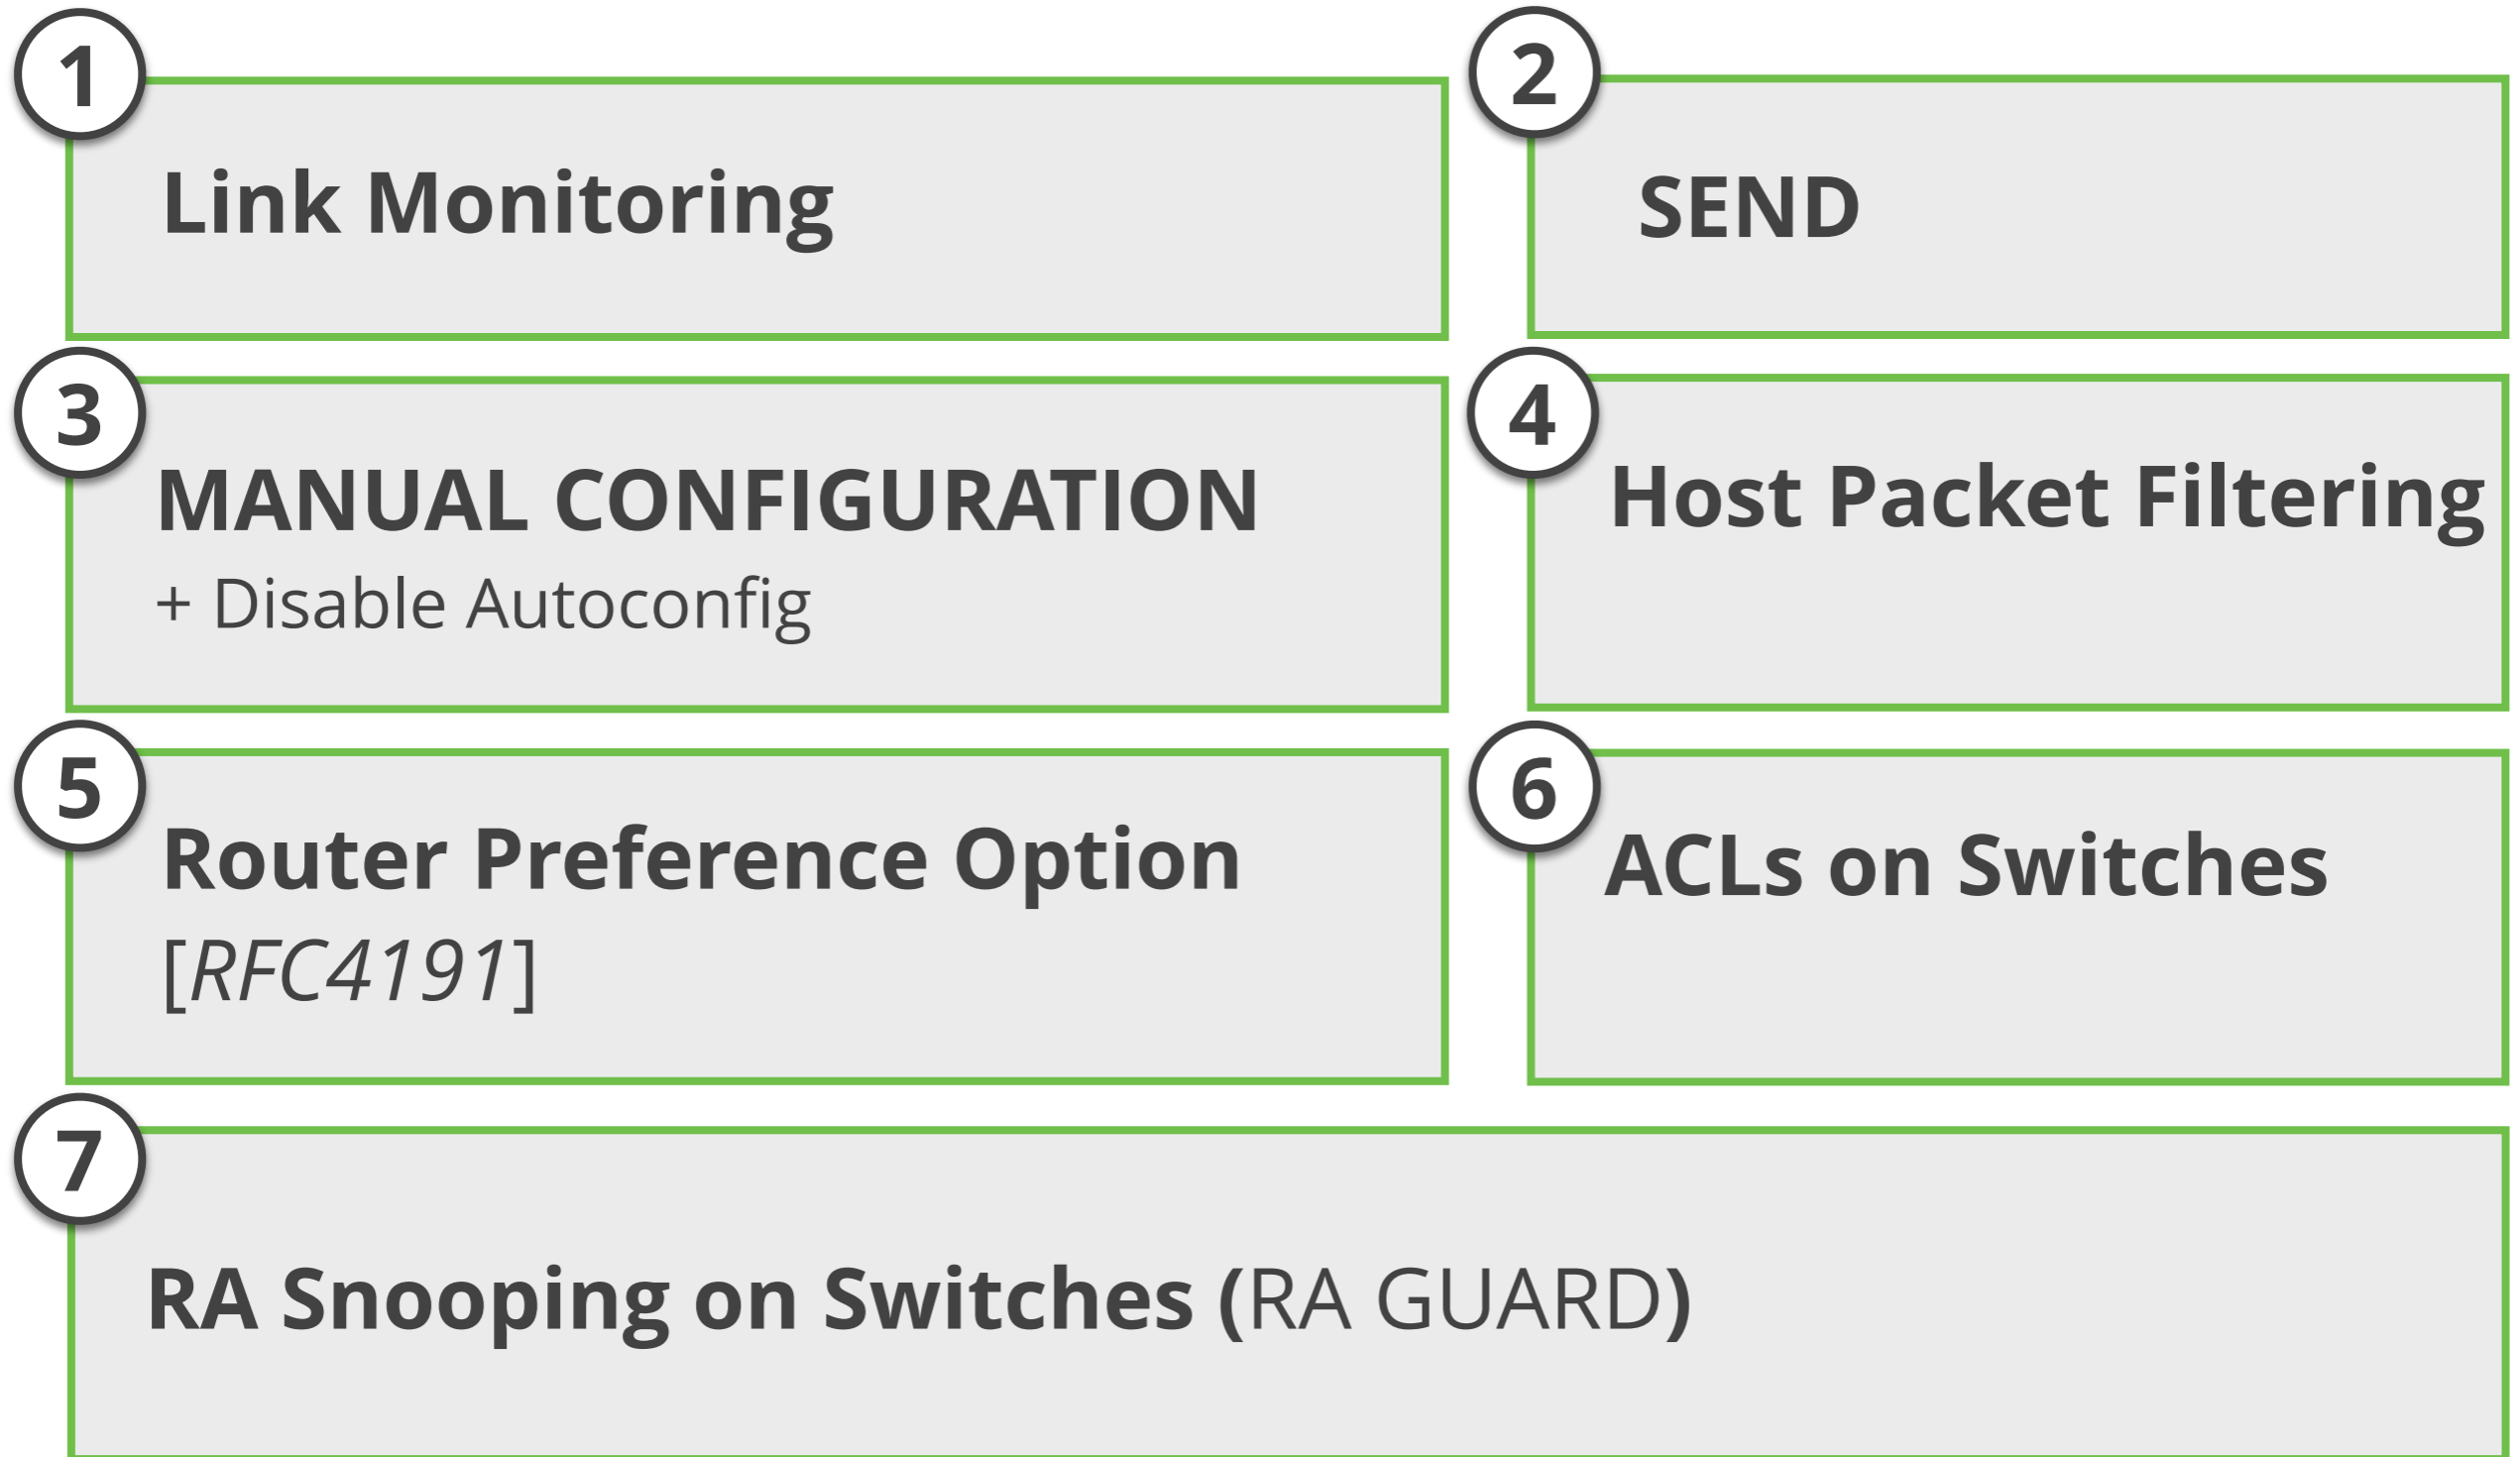 1
Link Monitoring
2
SEND
3
MANUAL CONFIGURATION
+ Disable Autoconfig
4
Host Packet Filtering
5
Router Preference Option
[RFC4191]
6
ACLs on Switches
7
RA Snooping on Switches (RA GUARD)